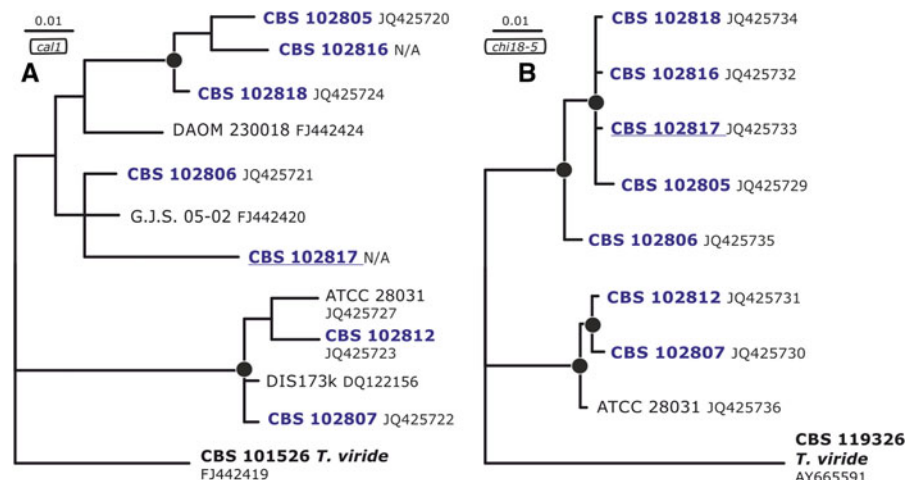 0.01
cal1
A
CBS 102805 JQ425720
CBS 102816 N/A
CBS 102818 JQ425724
DAOM 230018 FJ442424
CBS 102806 JQ425721
G.J.S. 05-02 FJ442420
CBS 102817 N/A
ATCC 28031
JQ425727
CBS 102812
JQ425723
DIS173k DQ122156
CBS 102807 JQ425722
CBS 101526 T. viride
FJ442419
0.01
chi18-5
B
CBS 102818 JQ425734
CBS 102816 JQ425732
CBS 102817 JQ425733
CBS 102805 JQ425729
CBS 102806 JQ425735
CBS 102812 JQ425731
CBS 102807 JQ425730
ATCC 28031 JQ425736
CBS 119326
T. viride
AY665591